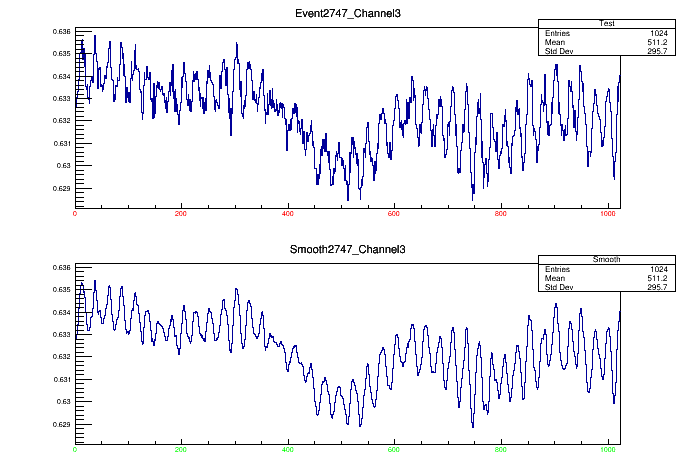 Event2747_Channel3
Test
Entries 1024
Mean 511.2
Std Dev 295.7
0.636
0.635
0.634
0.633
0.632
0.631
0.63
0.629
0 200 400 600 800 1000
Smooth2747_Channel3
Smooth
Entries 1024
Mean 511.2
Std Dev 295.7
0.636
0.635
0.634
0.633
0.632
0.631
0.63
0.629
0 200 400 600 800 1000